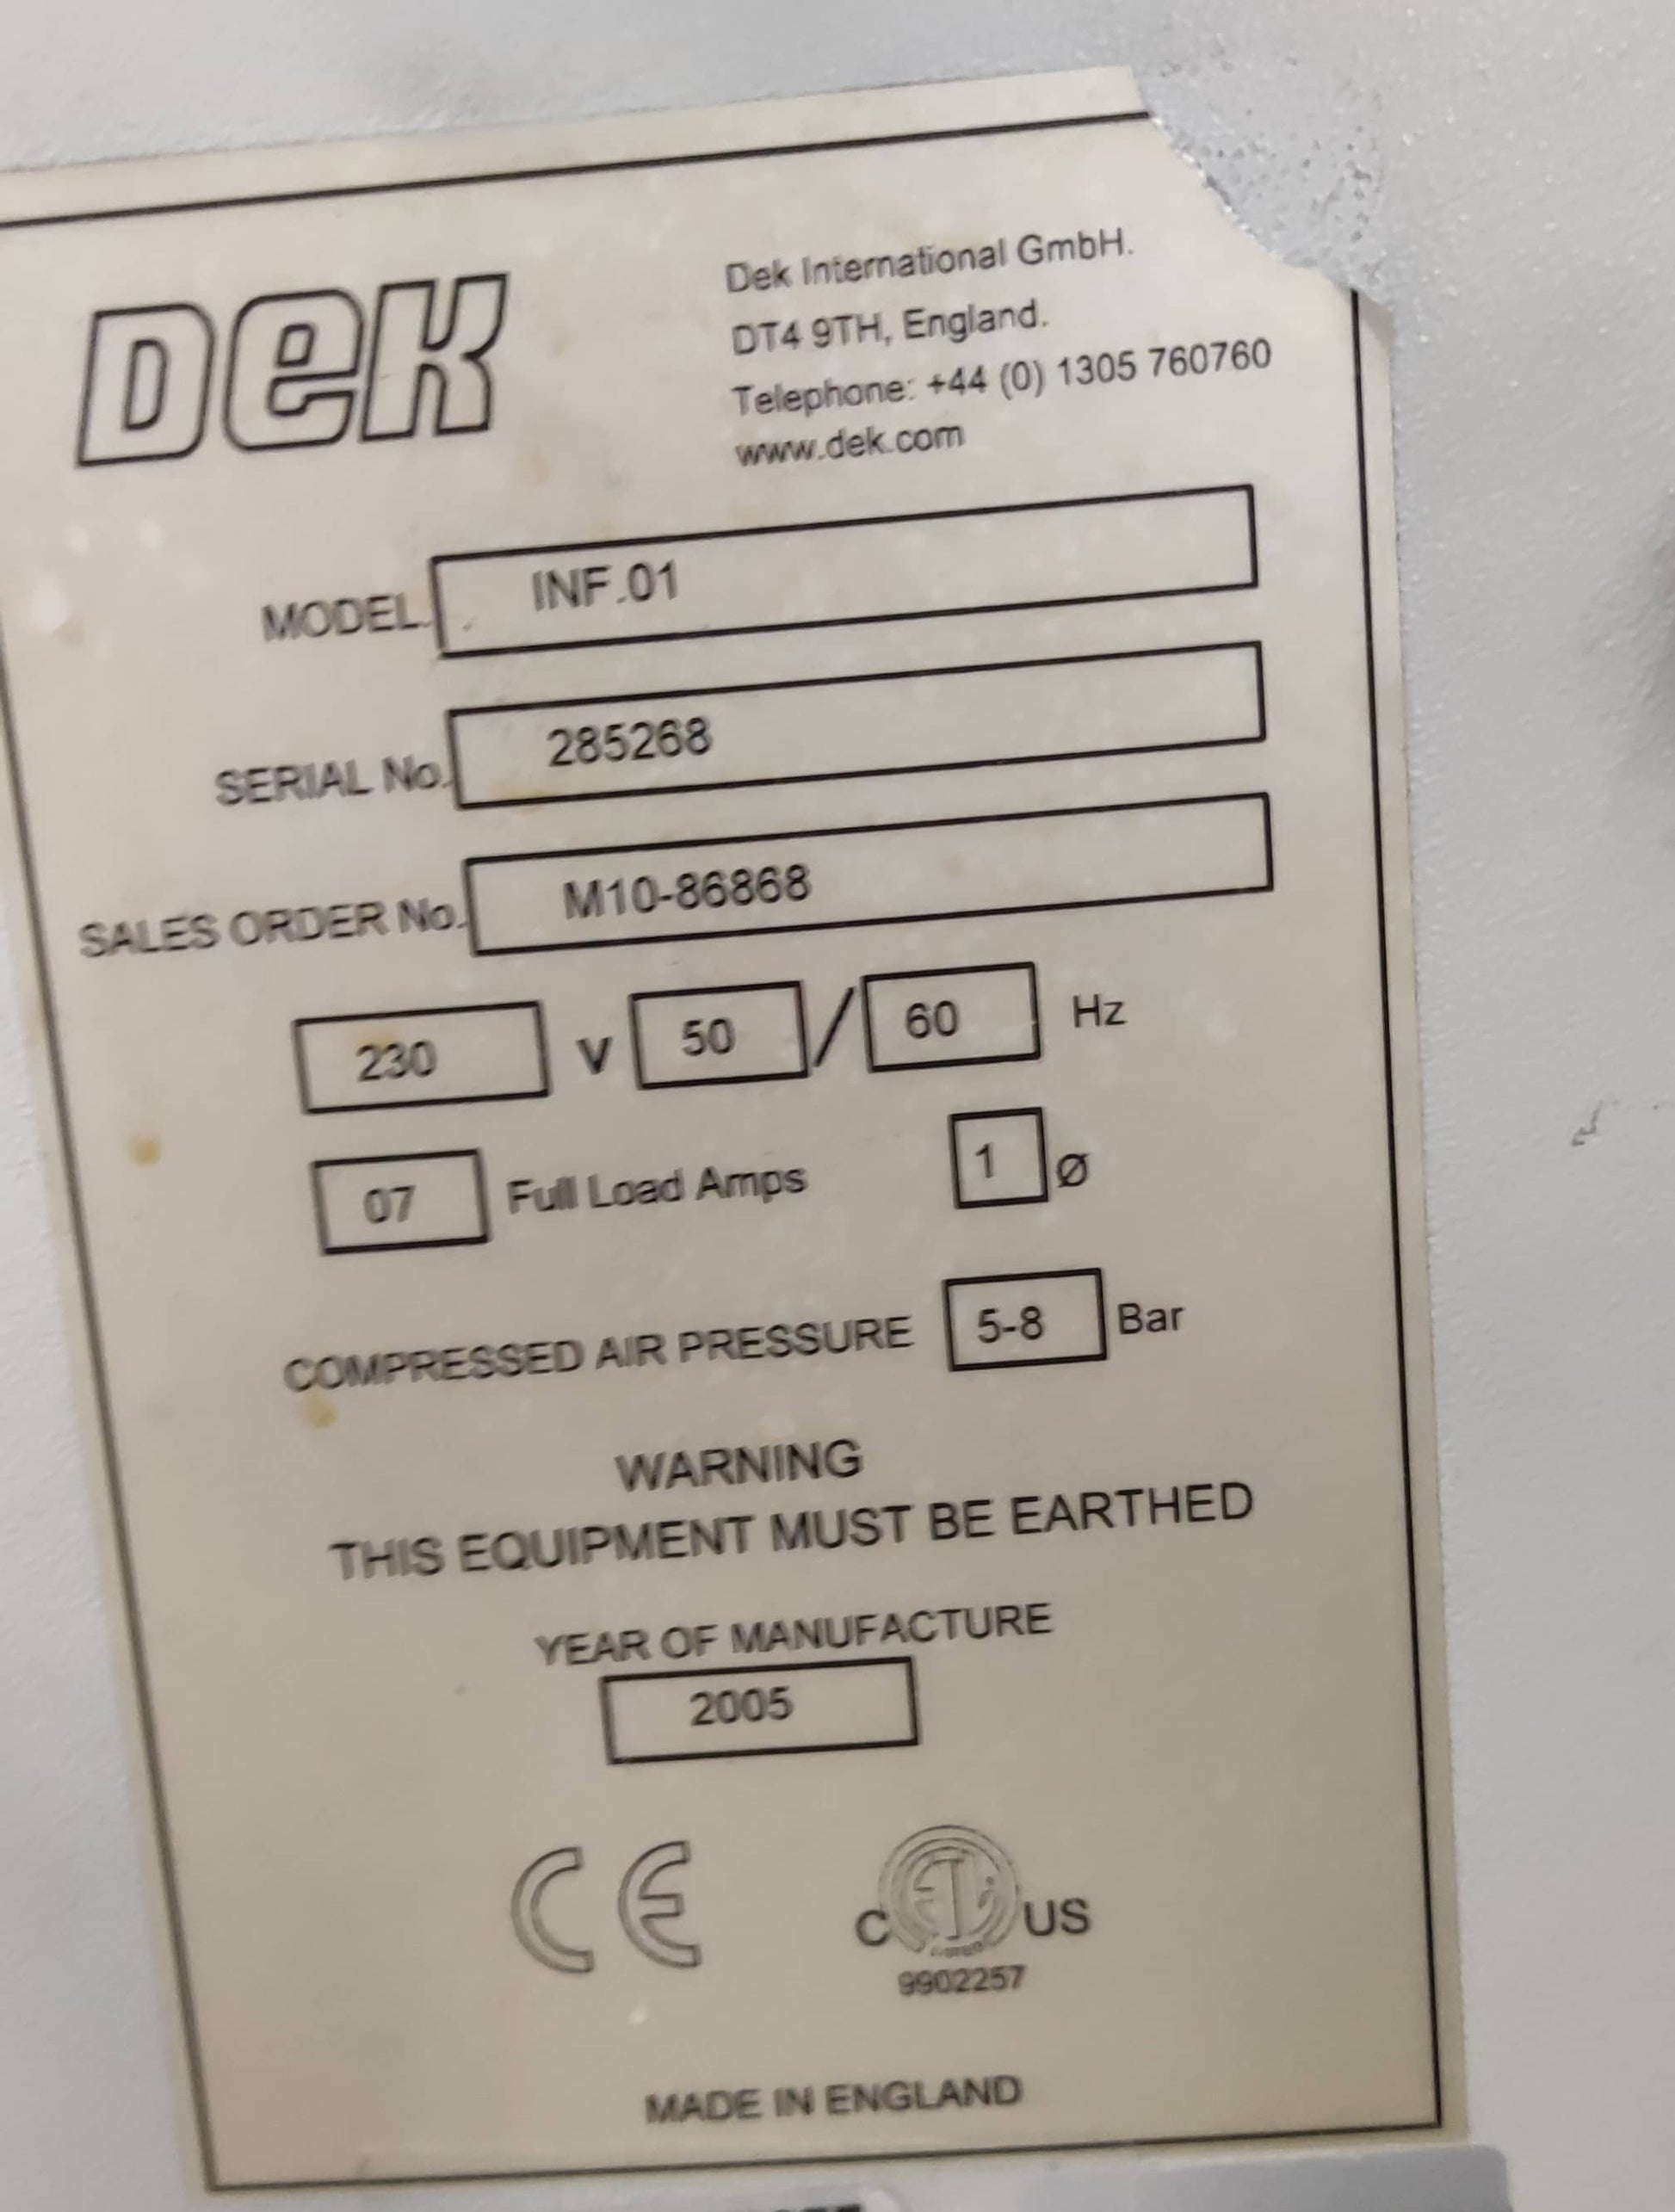 DEK
Dek International GmbH.
DT4 9TH, England.
Telephone: +44 (0) 1305 760760
www.dek.com
MODEL. INF.01
SERIAL No. 285268
SALES ORDER No. M10-86868
230 V 50 / 60 Hz
07 Full Load Amps 1 Ø
COMPRESSED AIR PRESSURE 5-8 Bar
WARNING
THIS EQUIPMENT MUST BE EARTHED
YEAR OF MANUFACTURE
2005
CE C ETL US
9902257
MADE IN ENGLAND